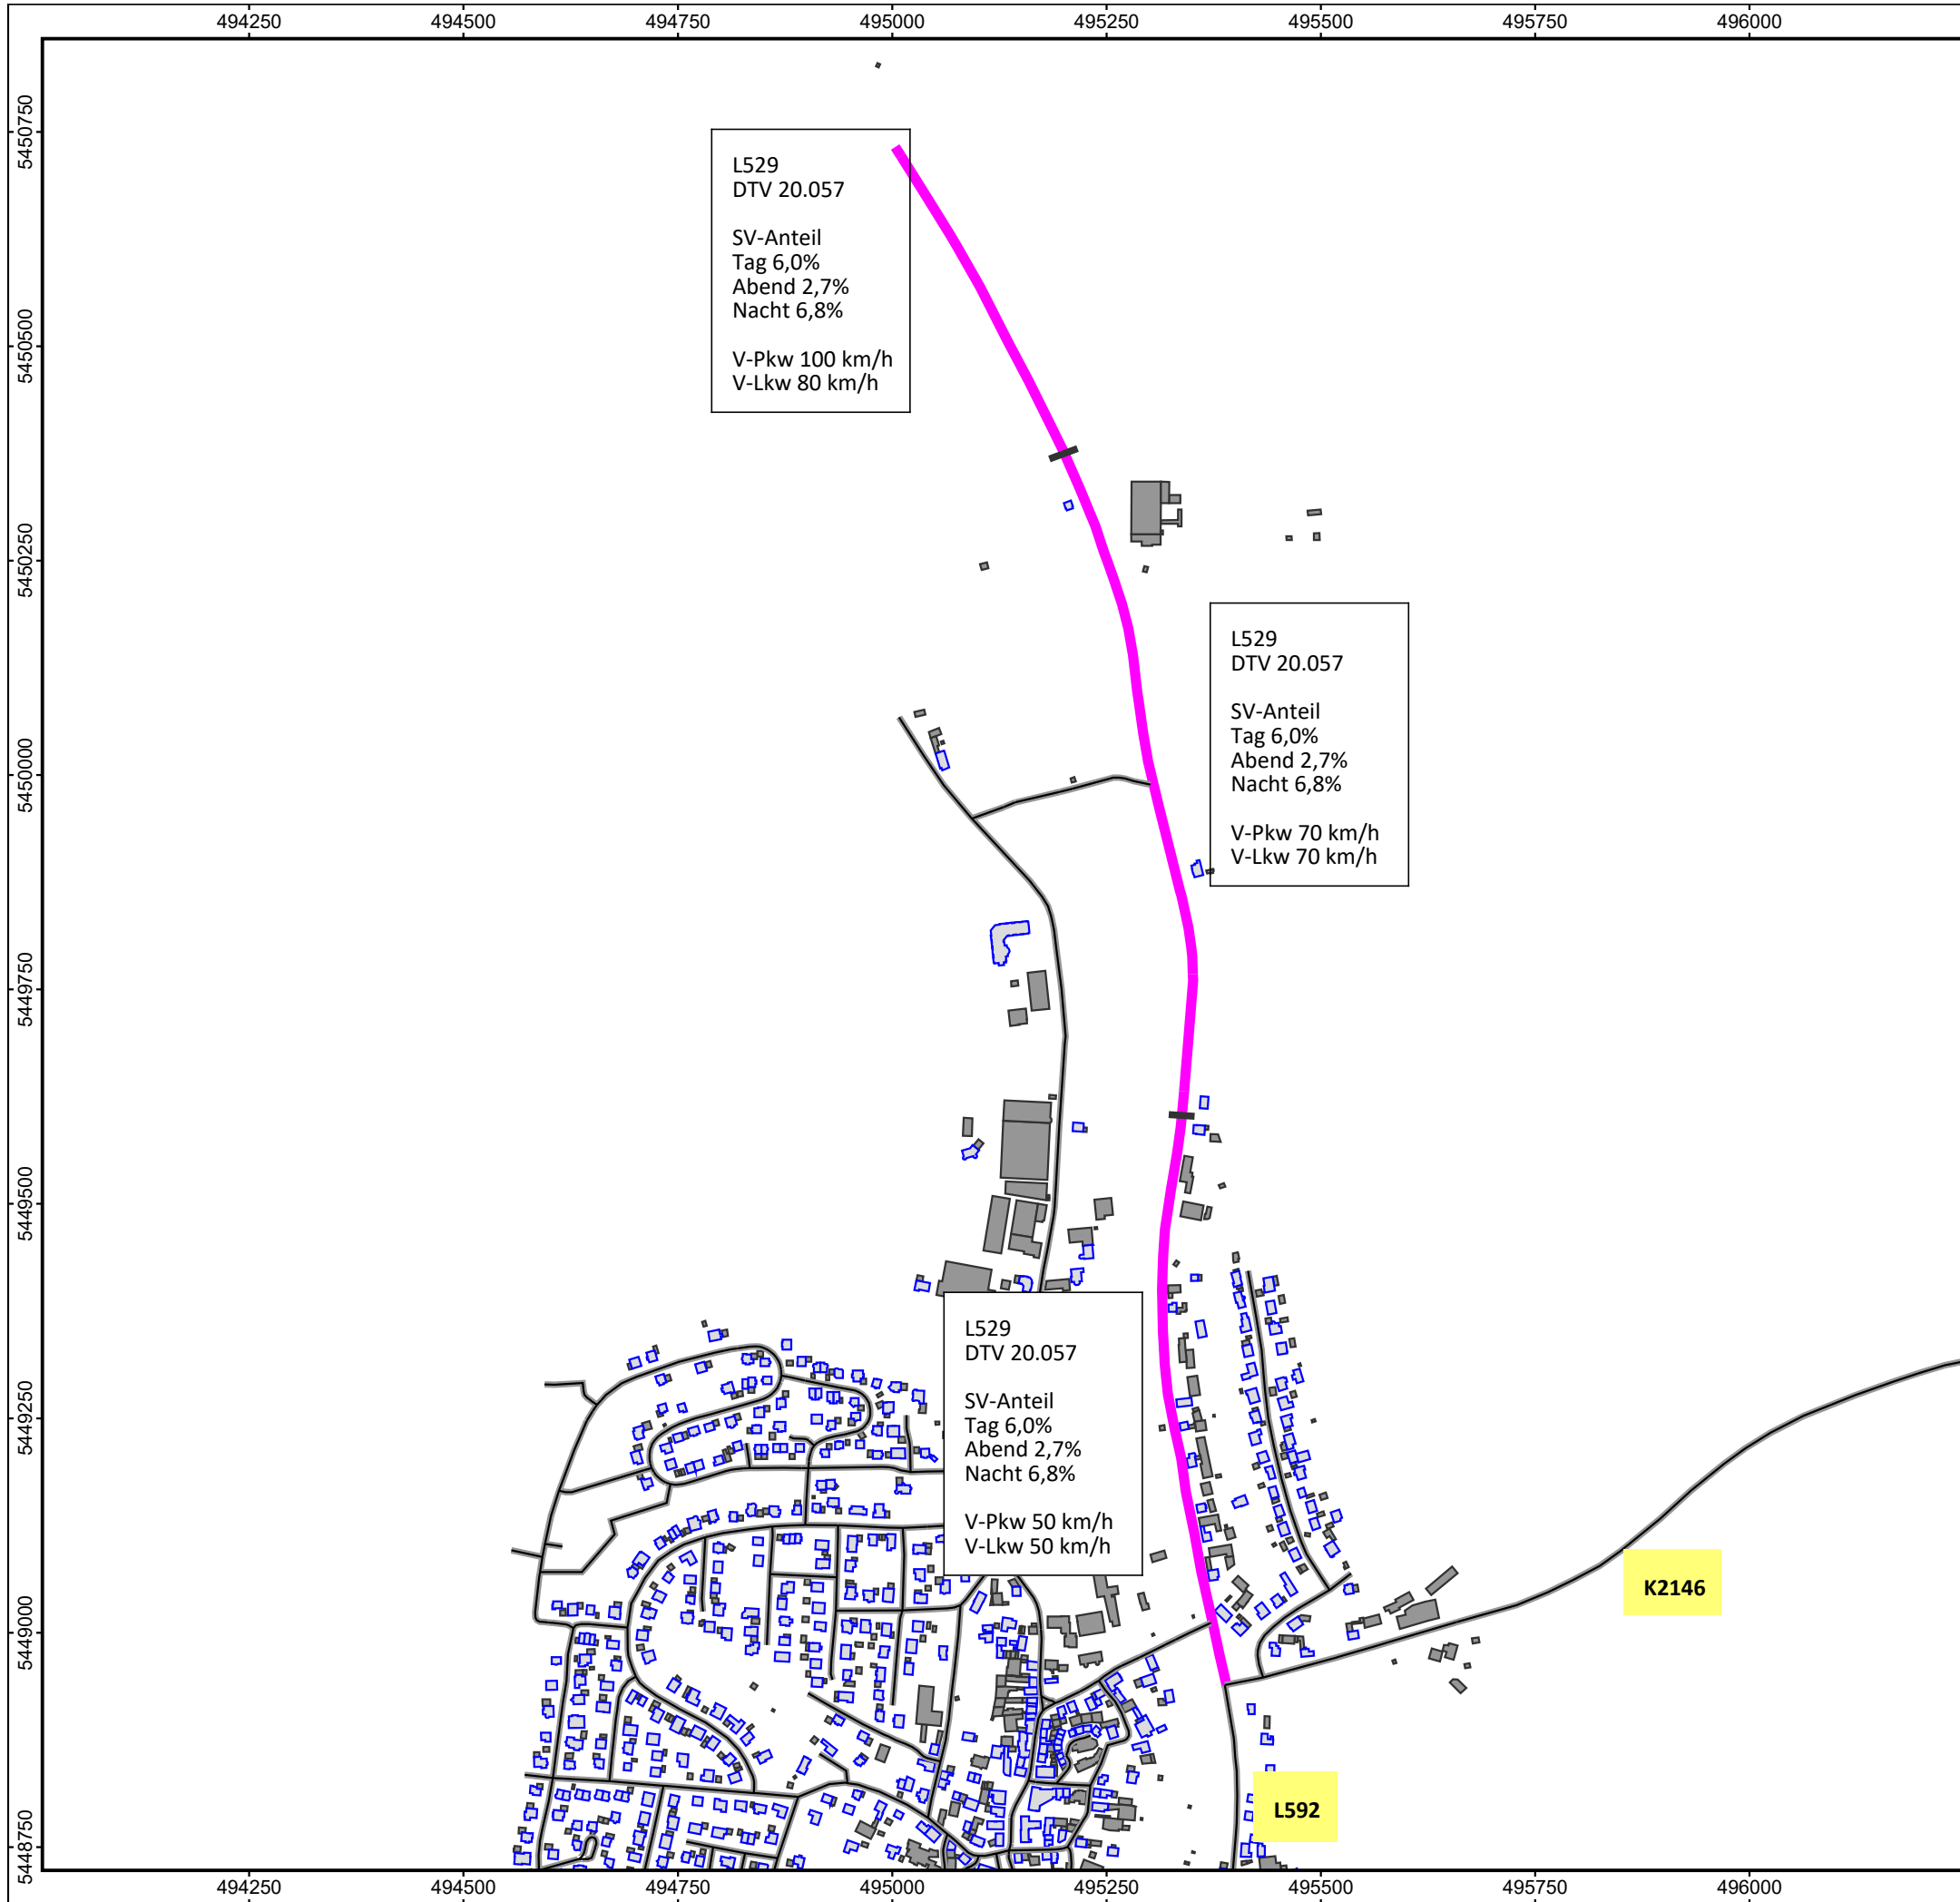 494250 494500 494750 495000 495250 495500 495750 496000
5450750
5450500
5450250
5450000
5449750
5449500
5449250
5449000
5448750
L529
DTV 20.057
SV-Anteil
Tag 6,0%
Abend 2,7%
Nacht 6,8%
V-Pkw 100 km/h
V-Lkw 80 km/h
L529
DTV 20.057
SV-Anteil
Tag 6,0%
Abend 2,7%
Nacht 6,8%
V-Pkw 70 km/h
V-Lkw 70 km/h
L529
DTV 20.057
SV-Anteil
Tag 6,0%
Abend 2,7%
Nacht 6,8%
V-Pkw 50 km/h
V-Lkw 50 km/h
K2146
L592
494250 494500 494750 495000 495250 495500 495750 496000